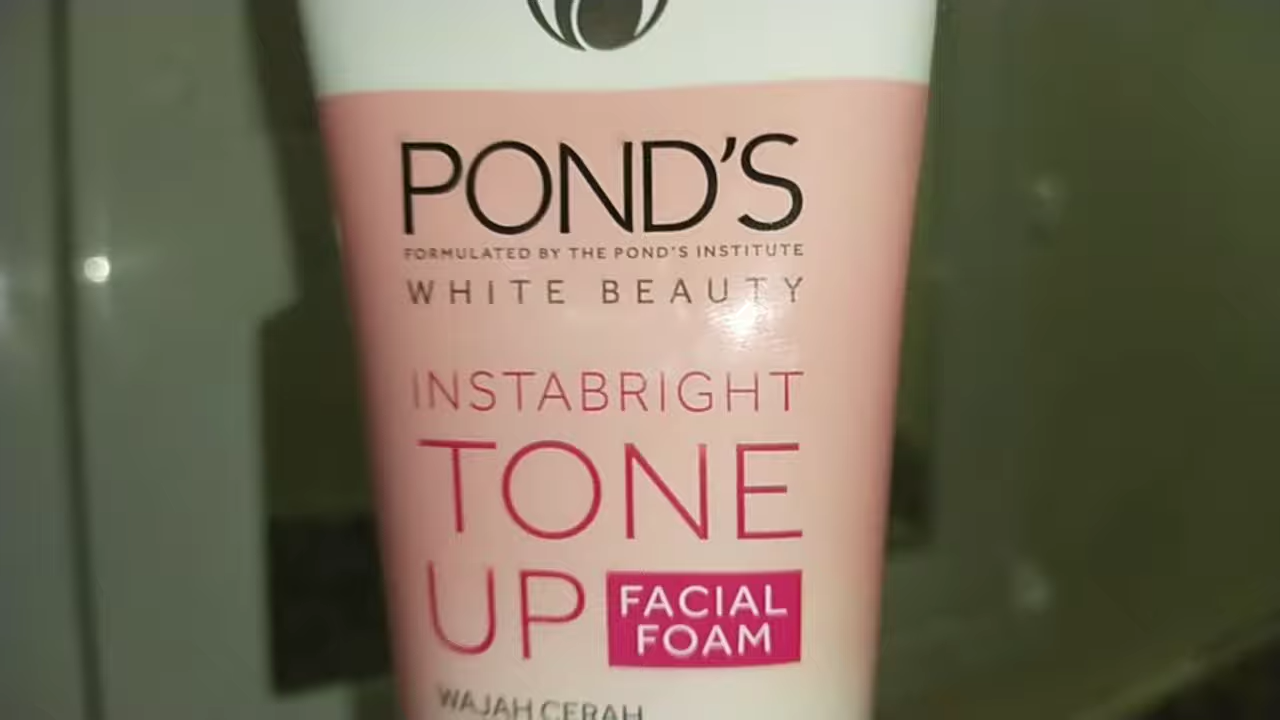 POND'S
FORMULATED BY THE POND'S INSTITUTE
WHITE BEAUTY
INSTABRIGHT
TONE
UP
FACIAL
FOAM
WAJAH CERAH